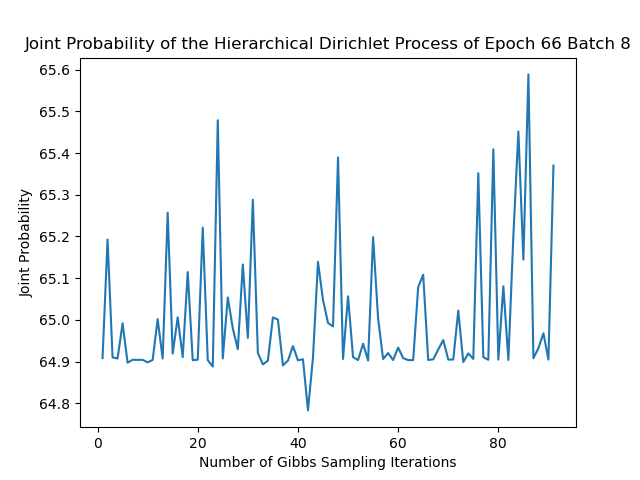 Joint Probability of the Hierarchical Dirichlet Process of Epoch 66 Batch 8
65.6
65.5
65.4
65.3
65.2
65.1
65.0
64.9
64.8
Joint Probability
0 20 40 60 80
Number of Gibbs Sampling Iterations